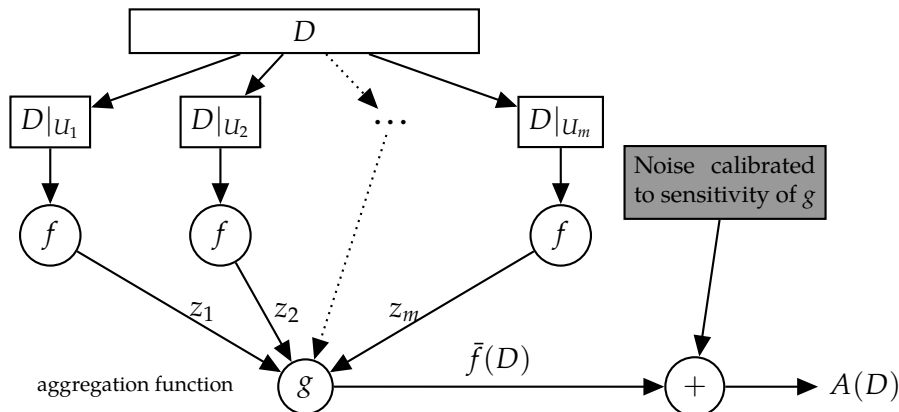 D
D|U₁ D|U₂ ... D|Uₘ
Noise calibrated
to sensitivity of g
f f f
z₁ z₂ zₘ
f̄(D)
aggregation function g + A(D)